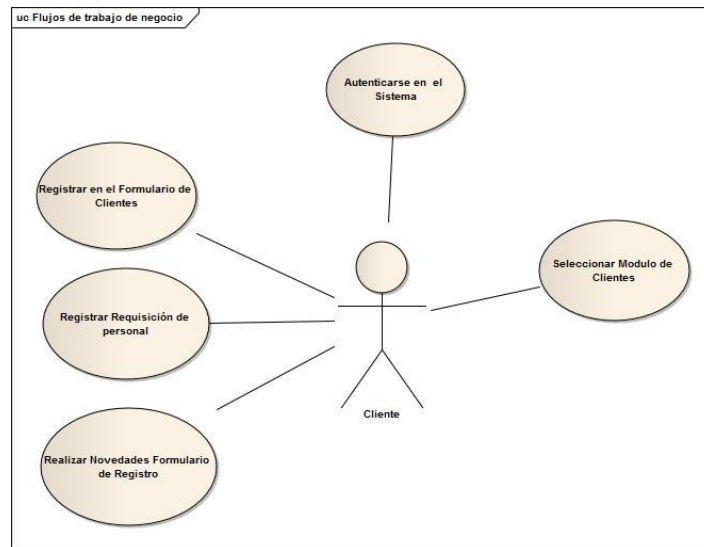 uc Flujos de trabajo de negocio
Autenticarse en el
Sistema
Registrar en el Formulario de
Clientes
Seleccionar Modulo de
Clientes
Registrar Requisición de
personal
Cliente
Realizar Novedades Formulario
de Registro